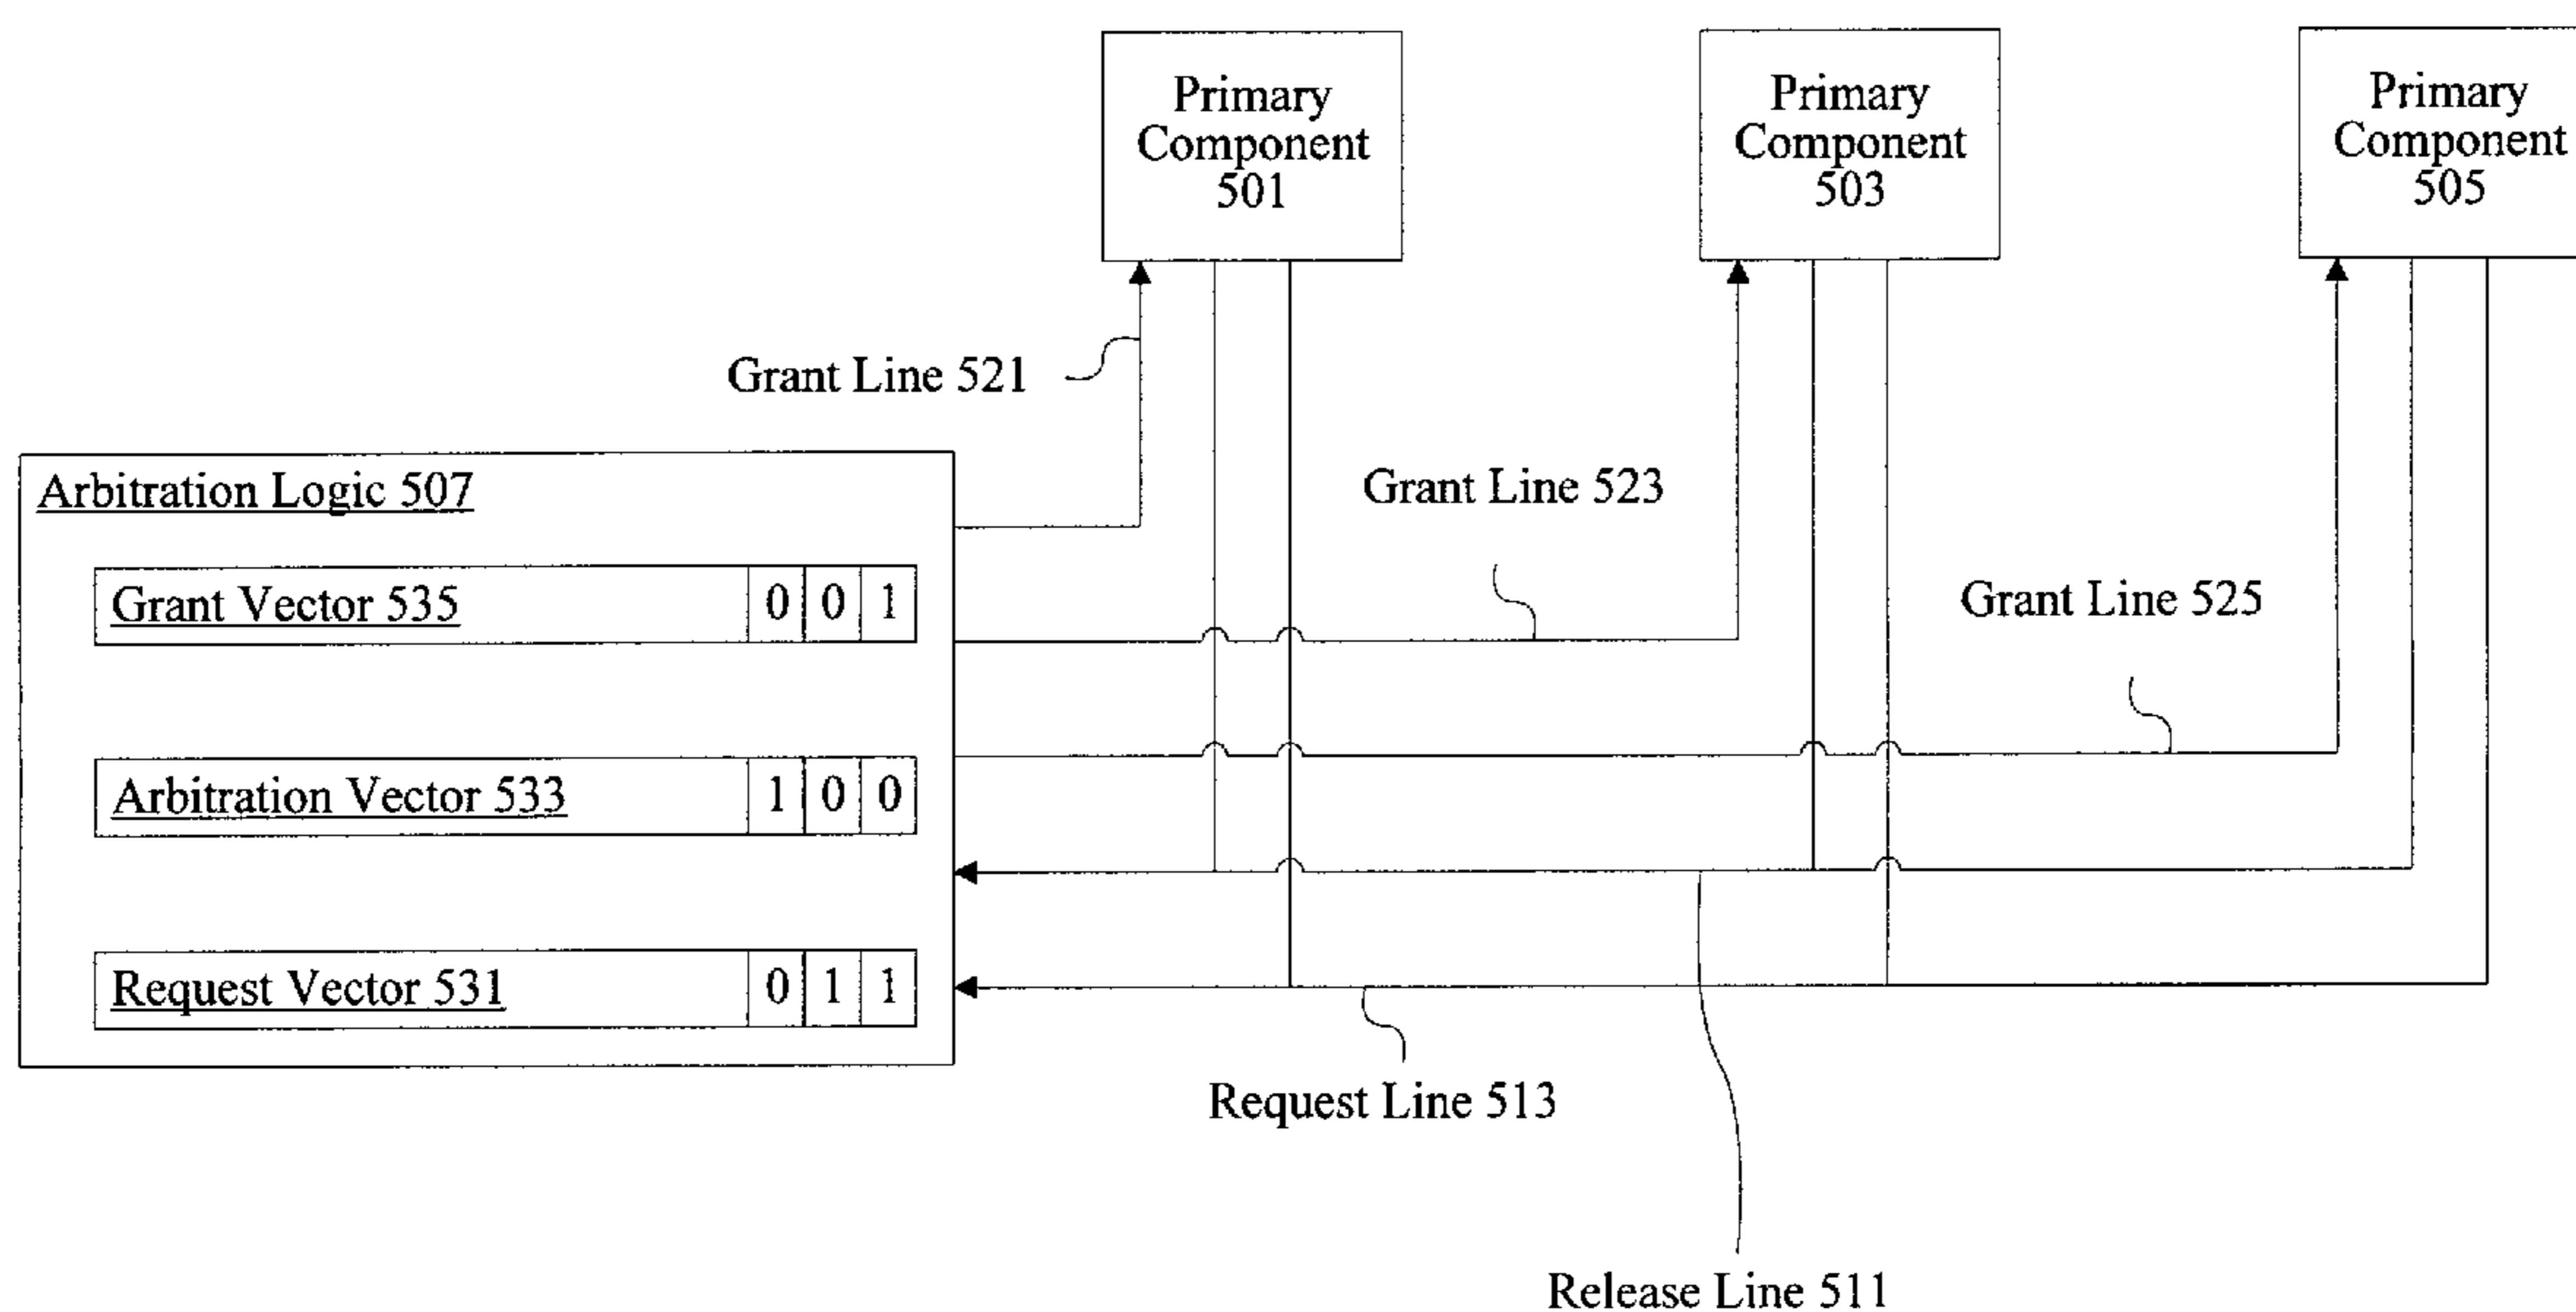 Primary
Component
501
Primary
Component
503
Primary
Component
505
Grant Line 521
Grant Line 523
Grant Line 525
Arbitration Logic 507
Grant Vector 535 0 0 1
Arbitration Vector 533 1 0 0
Request Vector 531 0 1 1
Request Line 513
Release Line 511